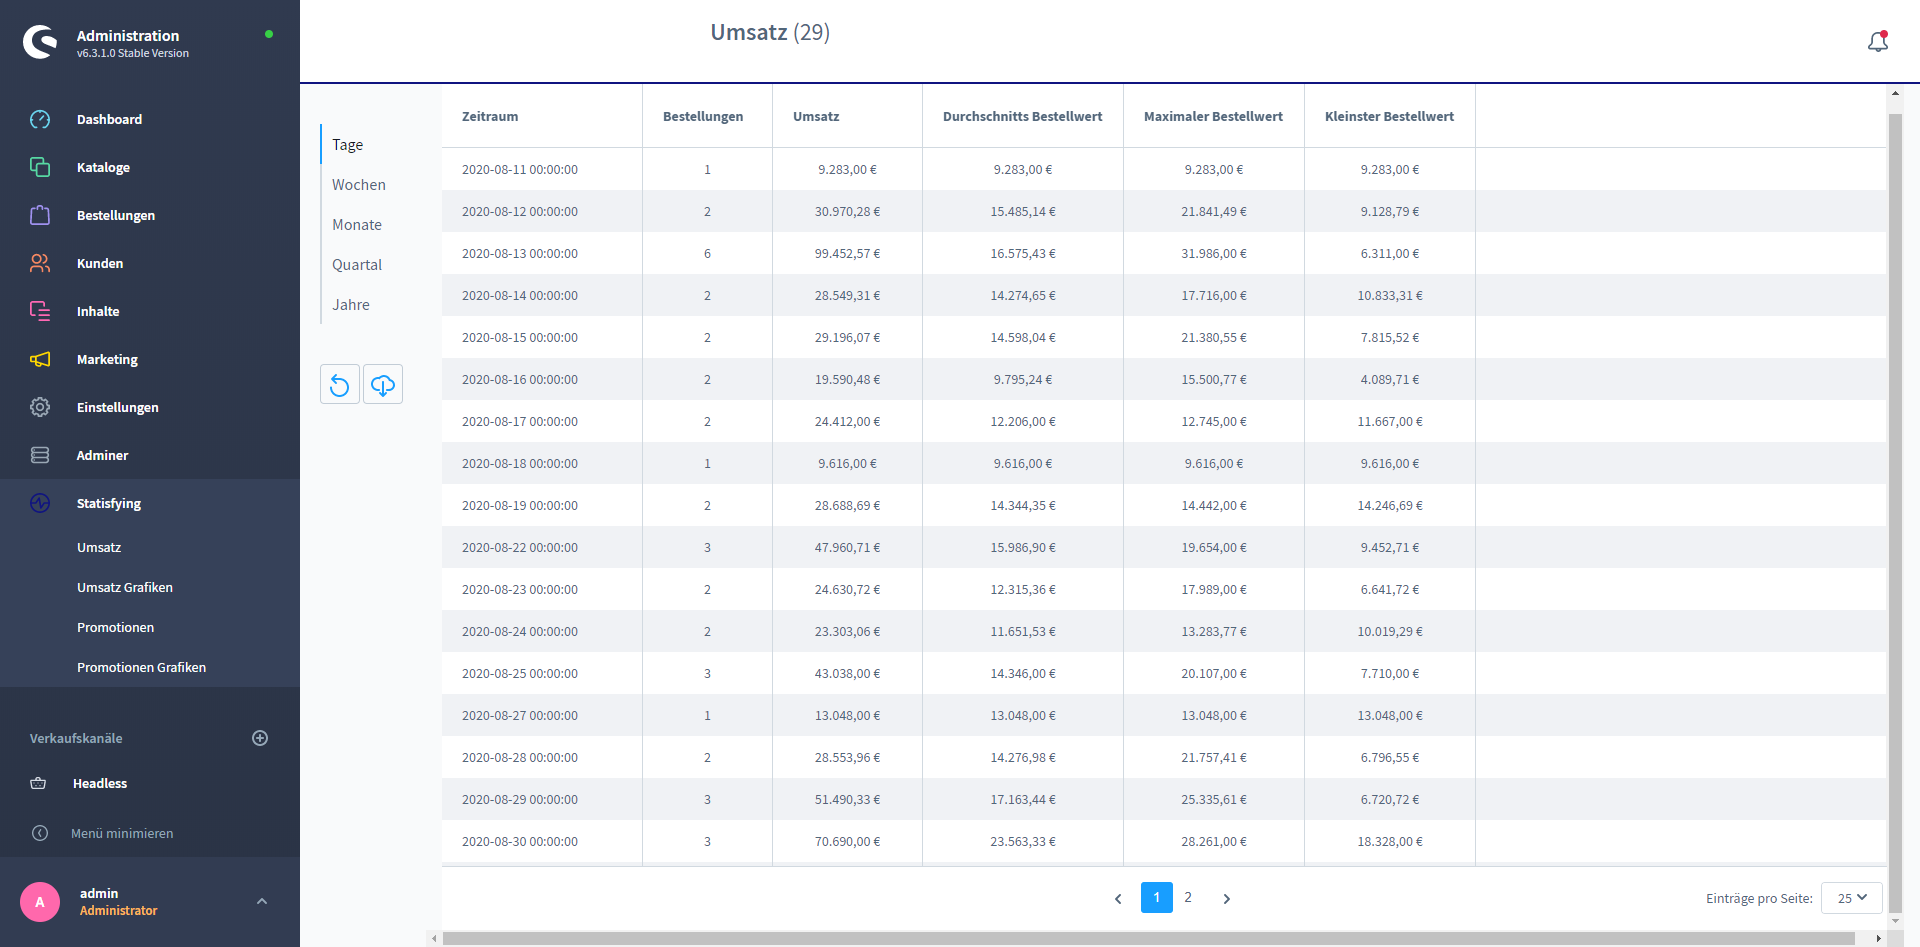 Administration
v6.3.1.0 Stable Version
Dashboard
Kataloge
Bestellungen
Kunden
Inhalte
Marketing
Einstellungen
Adminer
Statisfying
Umsatz
Umsatz Grafiken
Promotionen
Promotionen Grafiken
Verkaufskanäle
Headless
Menü minimieren
A
admin
Administrator
Umsatz (29)
Tage
Wochen
Monate
Quartal
Jahre
Zeitraum Bestellungen Umsatz Durchschnitts Bestellwert Maximaler Bestellwert Kleinster Bestellwert
2020-08-11 00:00:00 1 9.283,00 € 9.283,00 € 9.283,00 € 9.283,00 €
2020-08-12 00:00:00 2 30.970,28 € 15.485,14 € 21.841,49 € 9.128,79 €
2020-08-13 00:00:00 6 99.452,57 € 16.575,43 € 31.986,00 € 6.311,00 €
2020-08-14 00:00:00 2 28.549,31 € 14.274,65 € 17.716,00 € 10.833,31 €
2020-08-15 00:00:00 2 29.196,07 € 14.598,04 € 21.380,55 € 7.815,52 €
2020-08-16 00:00:00 2 19.590,48 € 9.795,24 € 15.500,77 € 4.089,71 €
2020-08-17 00:00:00 2 24.412,00 € 12.206,00 € 12.745,00 € 11.667,00 €
2020-08-18 00:00:00 1 9.616,00 € 9.616,00 € 9.616,00 € 9.616,00 €
2020-08-19 00:00:00 2 28.688,69 € 14.344,35 € 14.442,00 € 14.246,69 €
2020-08-22 00:00:00 3 47.960,71 € 15.986,90 € 19.654,00 € 9.452,71 €
2020-08-23 00:00:00 2 24.630,72 € 12.315,36 € 17.989,00 € 6.641,72 €
2020-08-24 00:00:00 2 23.303,06 € 11.651,53 € 13.283,77 € 10.019,29 €
2020-08-25 00:00:00 3 43.038,00 € 14.346,00 € 20.107,00 € 7.710,00 €
2020-08-27 00:00:00 1 13.048,00 € 13.048,00 € 13.048,00 € 13.048,00 €
2020-08-28 00:00:00 2 28.553,96 € 14.276,98 € 21.757,41 € 6.796,55 €
2020-08-29 00:00:00 3 51.490,33 € 17.163,44 € 25.335,61 € 6.720,72 €
2020-08-30 00:00:00 3 70.690,00 € 23.563,33 € 28.261,00 € 18.328,00 €
1 2
Einträge pro Seite: 25